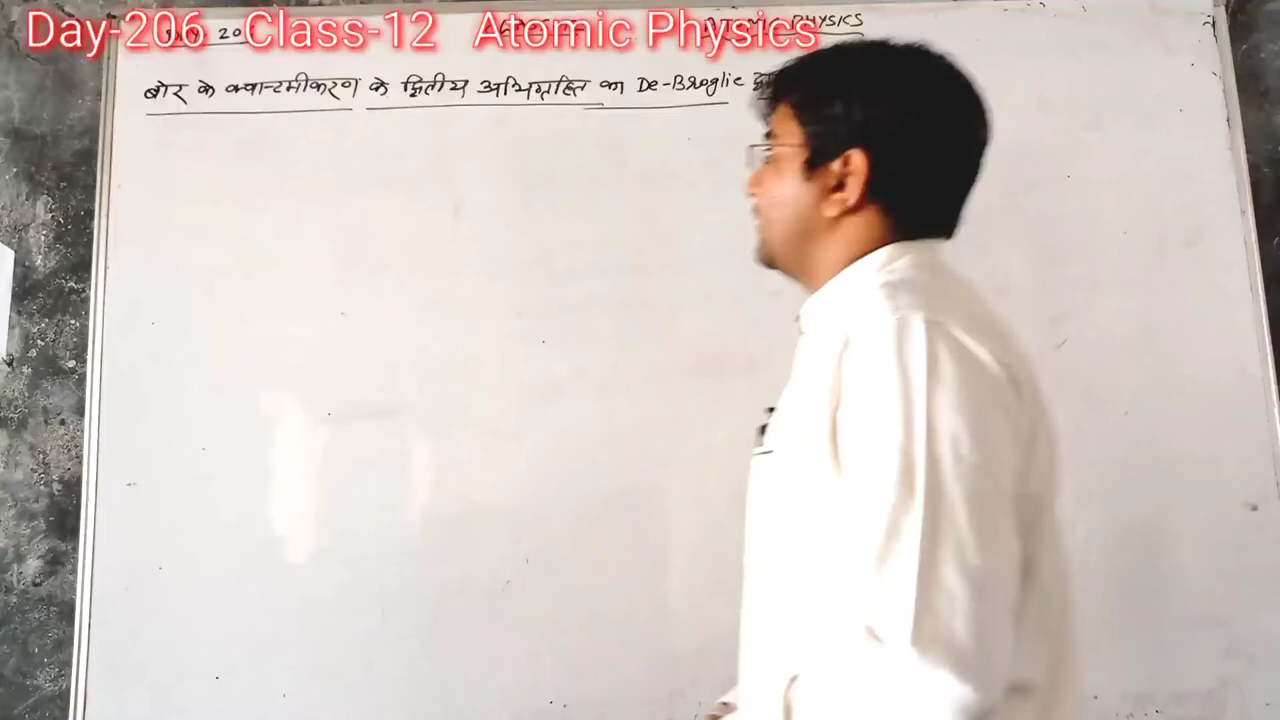 Day-206 Class-12 Atomic Physics
PHYSICS
बोर के क्वान्टमीकरण के द्वितीय अभिगृहित का De-Broglie